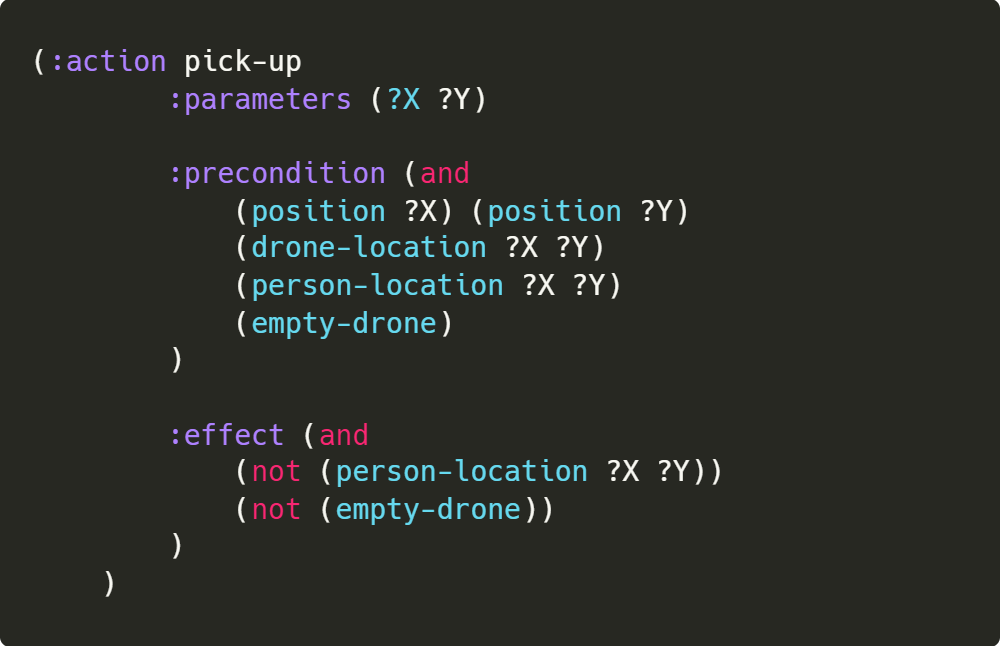 (:action pick-up
:parameters (?X ?Y)
:precondition (and
(position ?X) (position ?Y)
(drone-location ?X ?Y)
(person-location ?X ?Y)
(empty-drone)
)
:effect (and
(not (person-location ?X ?Y))
(not (empty-drone))
)
)